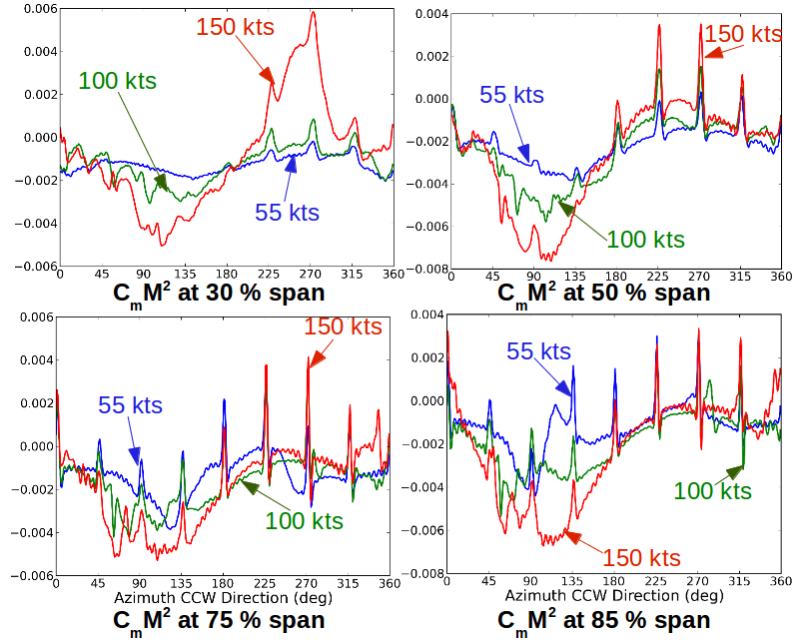 0.006
0.004
0.002
0.000
−0.002
−0.004
−0.006
150 kts
100 kts
55 kts
0 45 90 135 180 225 270 315 360
CmM² at 30 % span
0.004
0.002
0.000
−0.002
−0.004
−0.006
−0.008
150 kts
55 kts
100 kts
0 45 90 135 180 225 270 315 360
CmM² at 50 % span
0.006
0.004
0.002
0.000
−0.002
−0.004
−0.006
150 kts
55 kts
100 kts
0 45 90 135 180 225 270 315 360
Azimuth CCW Direction (deg)
CmM² at 75 % span
0.004
0.002
0.000
−0.002
−0.004
−0.006
−0.008
55 kts
100 kts
150 kts
0 45 90 135 180 225 270 315 360
Azimuth CCW Direction (deg)
CmM² at 85 % span